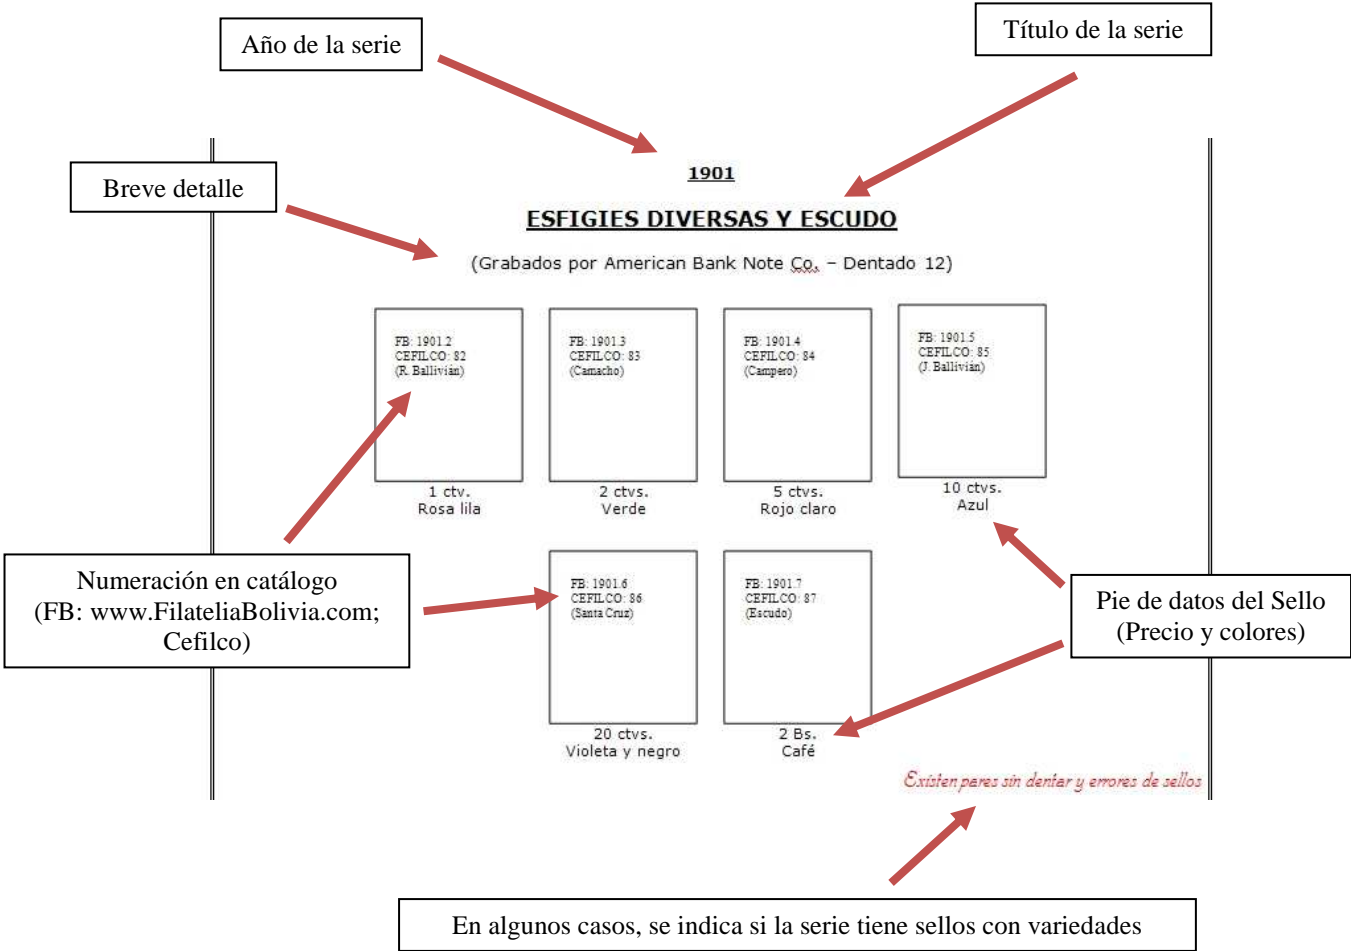 Año de la serie
Título de la serie
Breve detalle
1901
ESFIGIES DIVERSAS Y ESCUDO
(Grabados por American Bank Note Co. – Dentado 12)
FB: 1901.2
CEFILCO: 82
(R. Ballivián)
1 ctv.
Rosa lila
FB: 1901.3
CEFILCO: 83
(Camacho)
2 ctvs.
Verde
FB: 1901.4
CEFILCO: 84
(Campero)
5 ctvs.
Rojo claro
FB: 1901.5
CEFILCO: 85
(J. Ballivián)
10 ctvs.
Azul
Numeración en catálogo
(FB: www.FilateliaBolivia.com;
Cefilco)
FB: 1901.6
CEFILCO: 86
(Santa Cruz)
20 ctvs.
Violeta y negro
FB: 1901.7
CEFILCO: 87
(Escudo)
2 Bs.
Café
Pie de datos del Sello
(Precio y colores)
Existen pares sin dentar y errores de sellos
En algunos casos, se indica si la serie tiene sellos con variedades